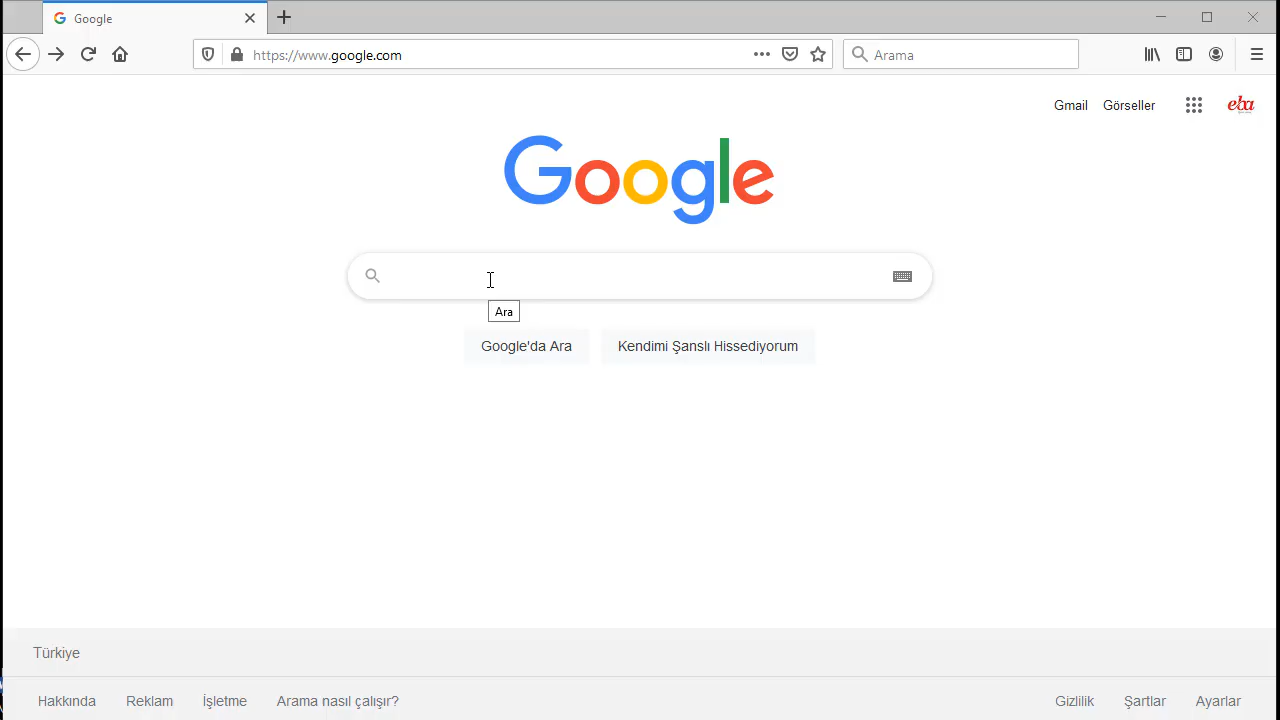 Google
https://www.google.com
Arama
Gmail Görseller
eba
Google
Ara
Google'da Ara Kendimi Şanslı Hissediyorum
Türkiye
Hakkında Reklam İşletme Arama nasıl çalışır? Gizlilik Şartlar Ayarlar